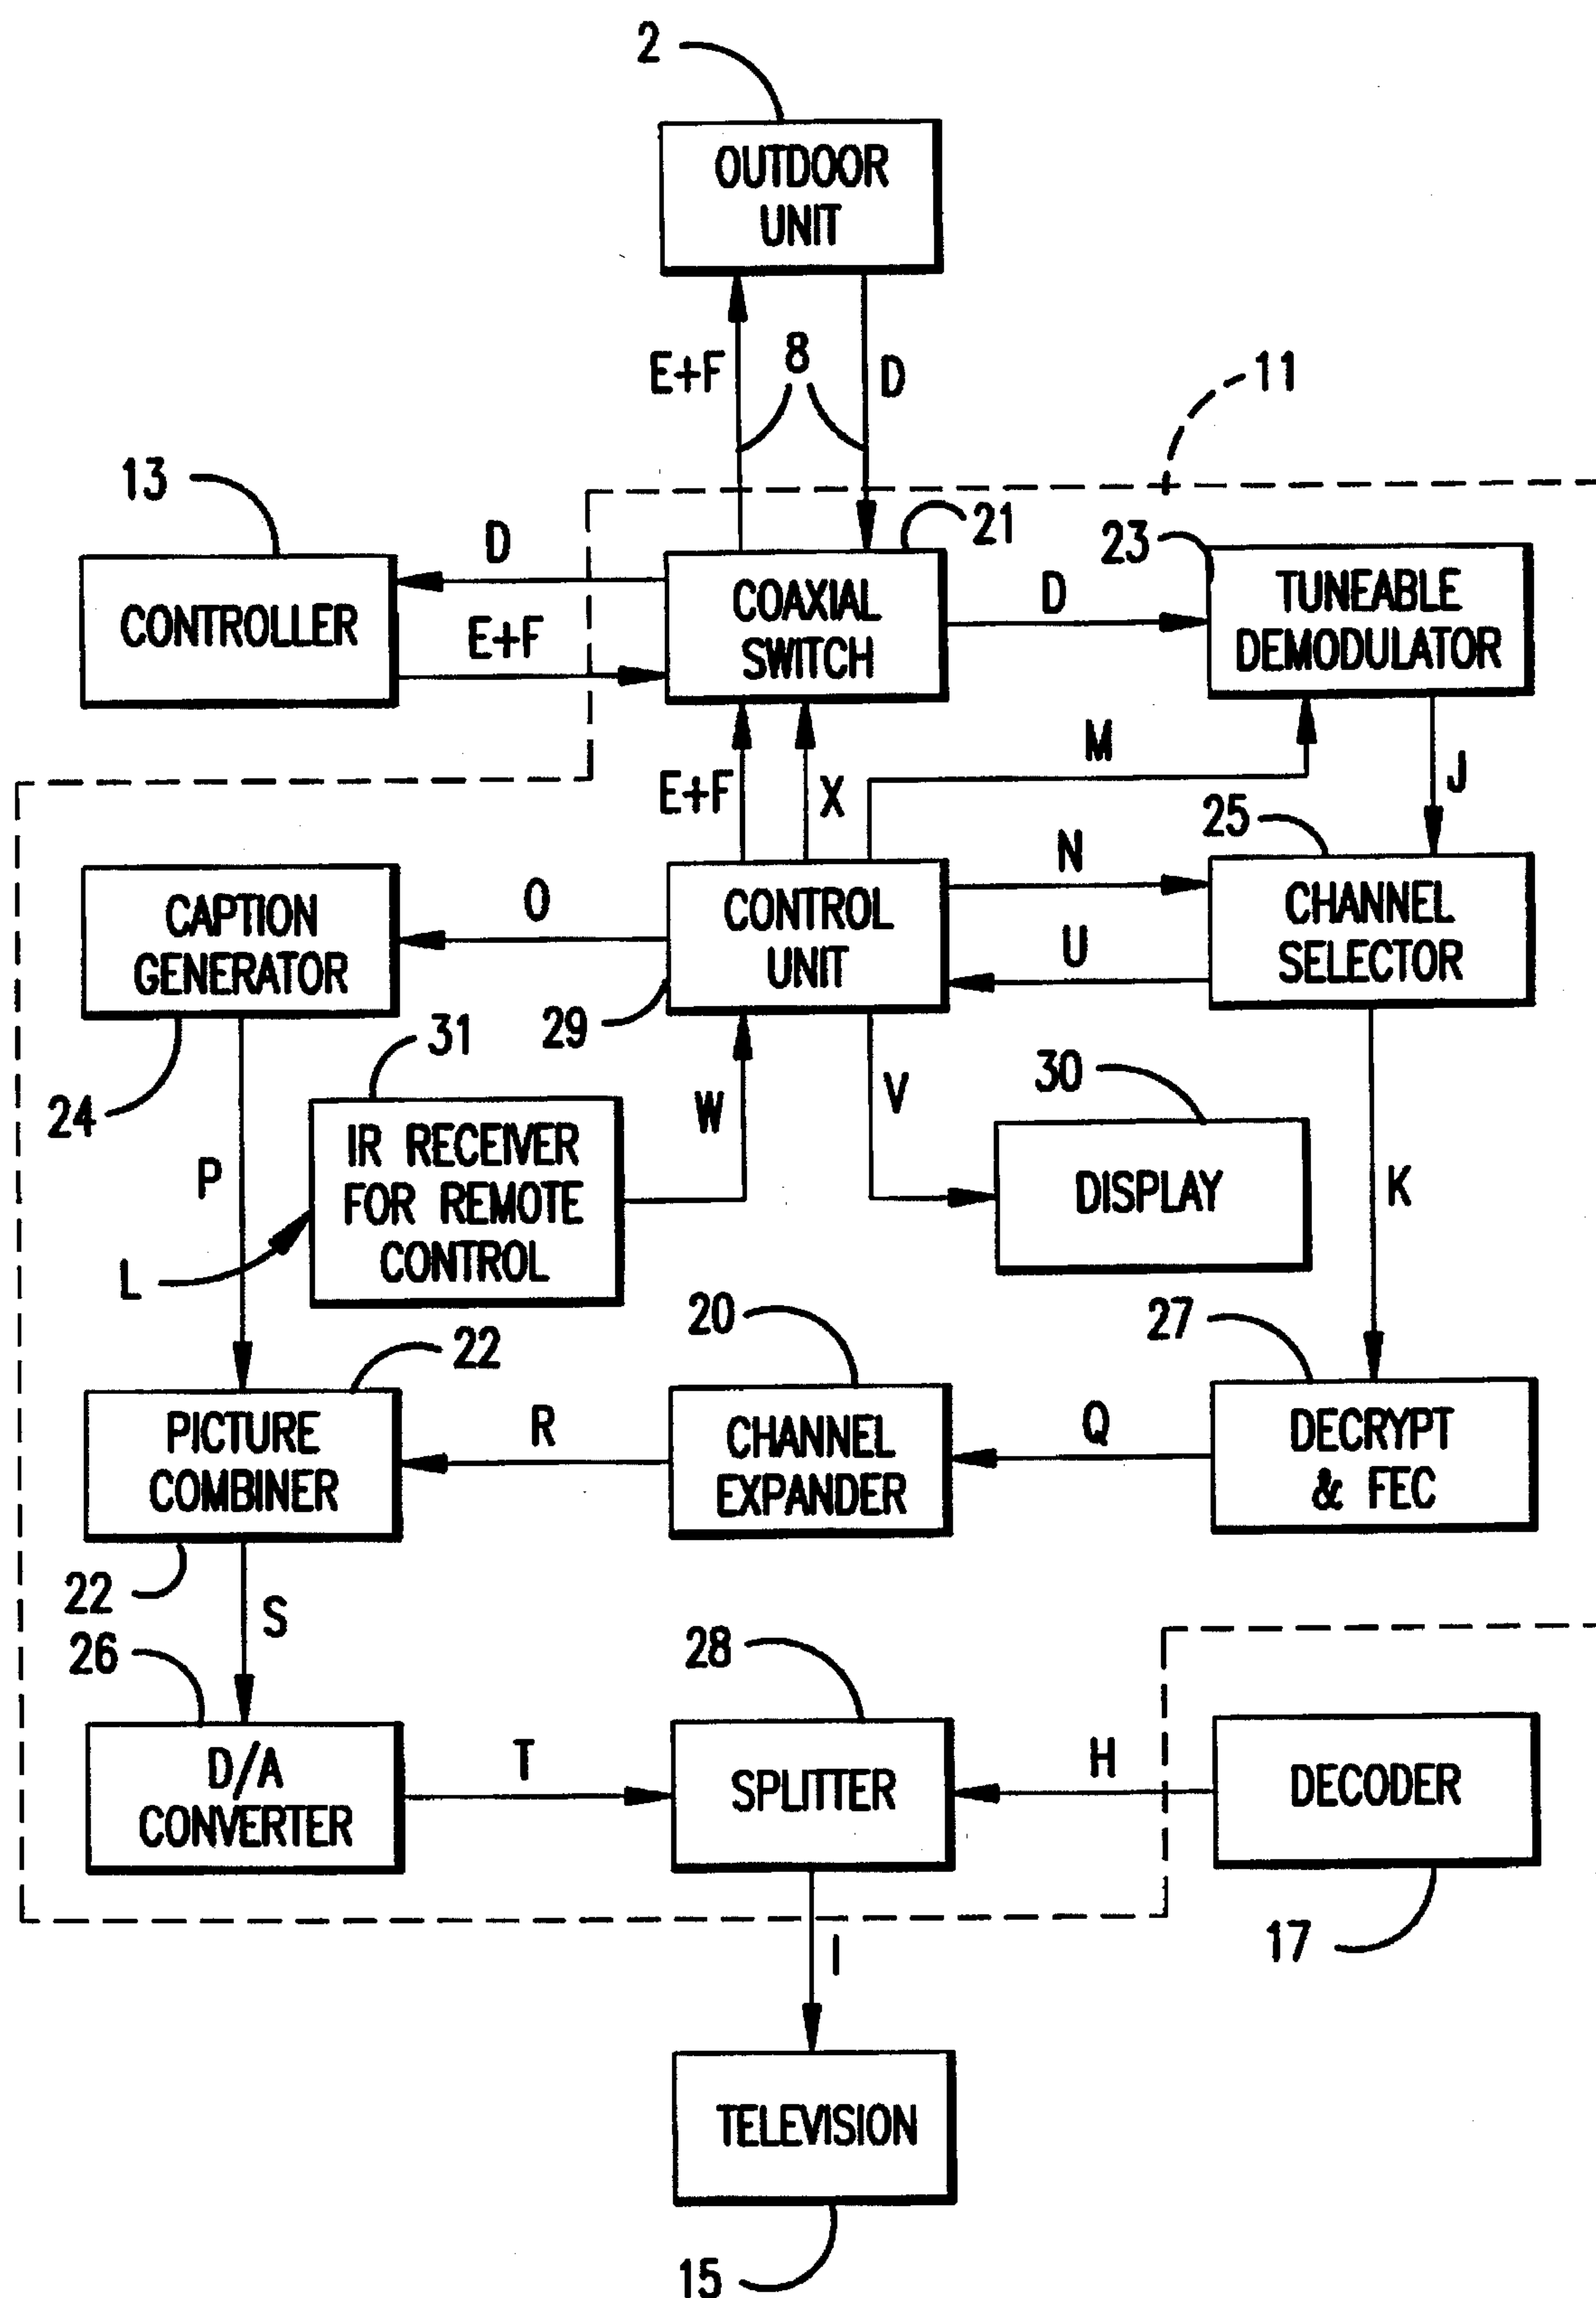 2
OUTDOOR
UNIT
E+F
8
D
11
13
D
21
23
CONTROLLER
E+F
COAXIAL
SWITCH
D
TUNEABLE
DEMODULATOR
E+F
X
M
J
25
CAPTION
GENERATOR
O
CONTROL
UNIT
N
U
CHANNEL
SELECTOR
24
31
29
W
V
30
P
IR RECEIVER
FOR REMOTE
CONTROL
DISPLAY
K
L
22
20
27
PICTURE
COMBINER
R
CHANNEL
EXPANDER
Q
DECRYPT
& FEC
22
S
26
28
D/A
CONVERTER
T
SPLITTER
H
DECODER
17
I
TELEVISION
15